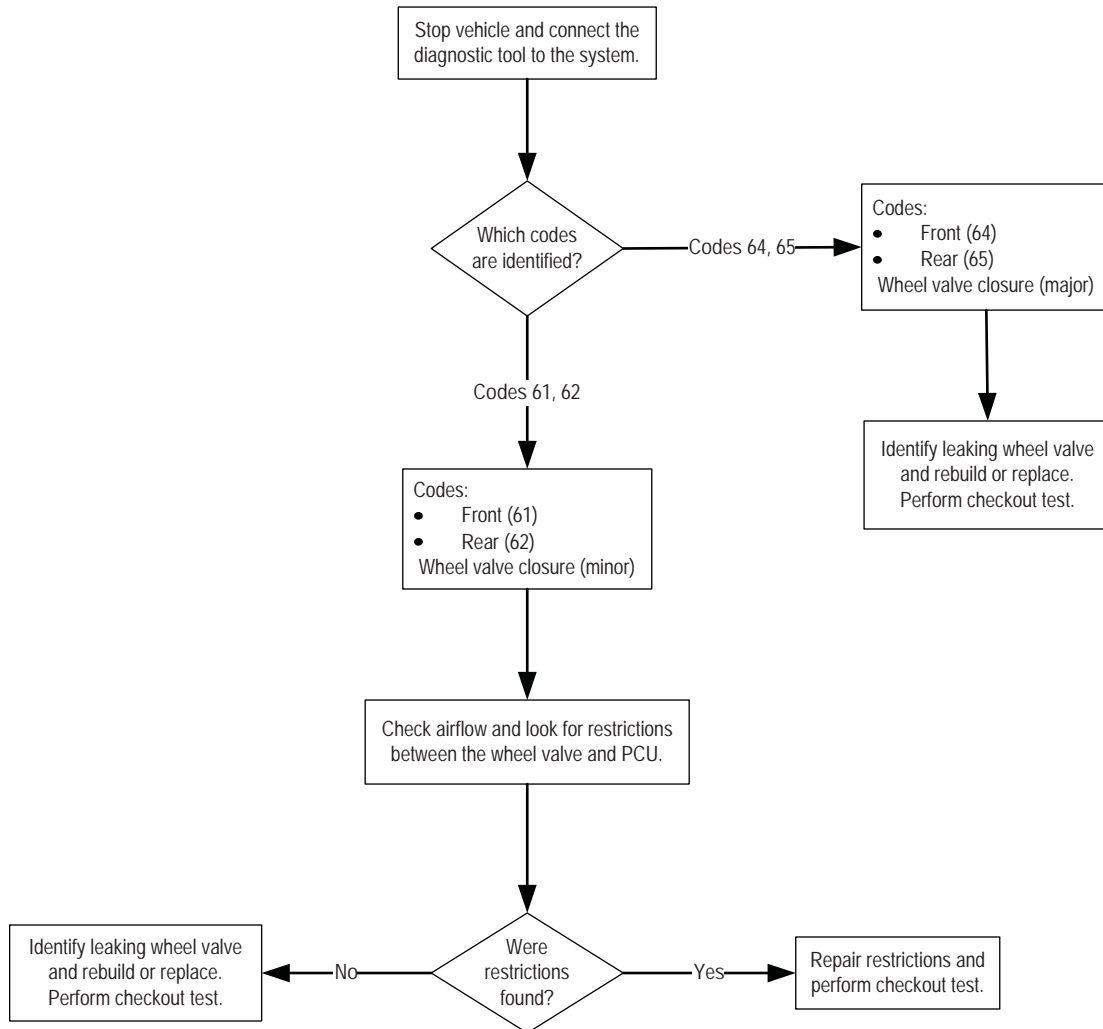 Stop vehicle and connect the
diagnostic tool to the system.
Which codes
are identified?
Codes 64, 65
Codes:
• Front (64)
• Rear (65)
Wheel valve closure (major)
Identify leaking wheel valve
and rebuild or replace.
Perform checkout test.
Codes 61, 62
Codes:
• Front (61)
• Rear (62)
Wheel valve closure (minor)
Check airflow and look for restrictions
between the wheel valve and PCU.
Were
restrictions
found?
No
Identify leaking wheel valve
and rebuild or replace.
Perform checkout test.
Yes
Repair restrictions and
perform checkout test.